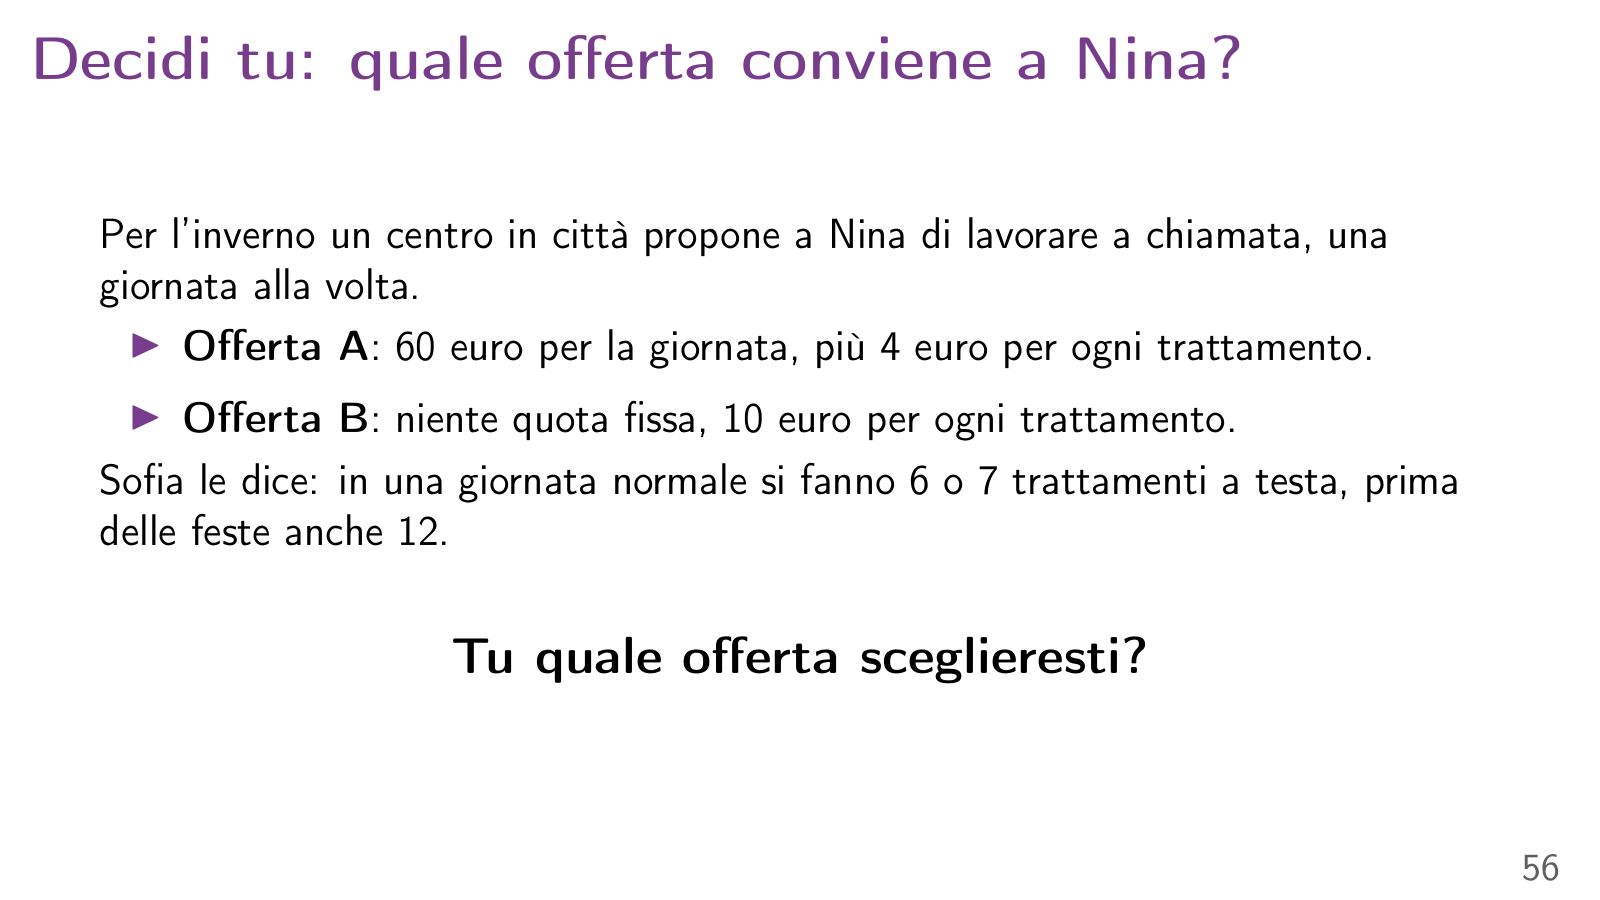 Decidi tu: quale offerta conviene a Nina?
Per l'inverno un centro in città propone a Nina di lavorare a chiamata, una
giornata alla volta.
▶ Offerta A: 60 euro per la giornata, più 4 euro per ogni trattamento.
▶ Offerta B: niente quota fissa, 10 euro per ogni trattamento.
Sofia le dice: in una giornata normale si fanno 6 o 7 trattamenti a testa, prima
delle feste anche 12.
Tu quale offerta sceglieresti?
56